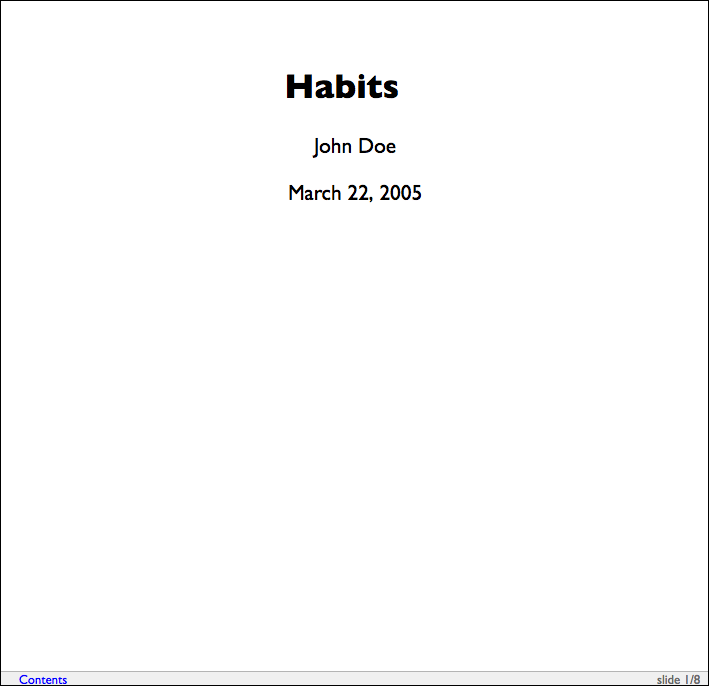 Habits
John Doe
March 22, 2005
Contents
slide 1/8